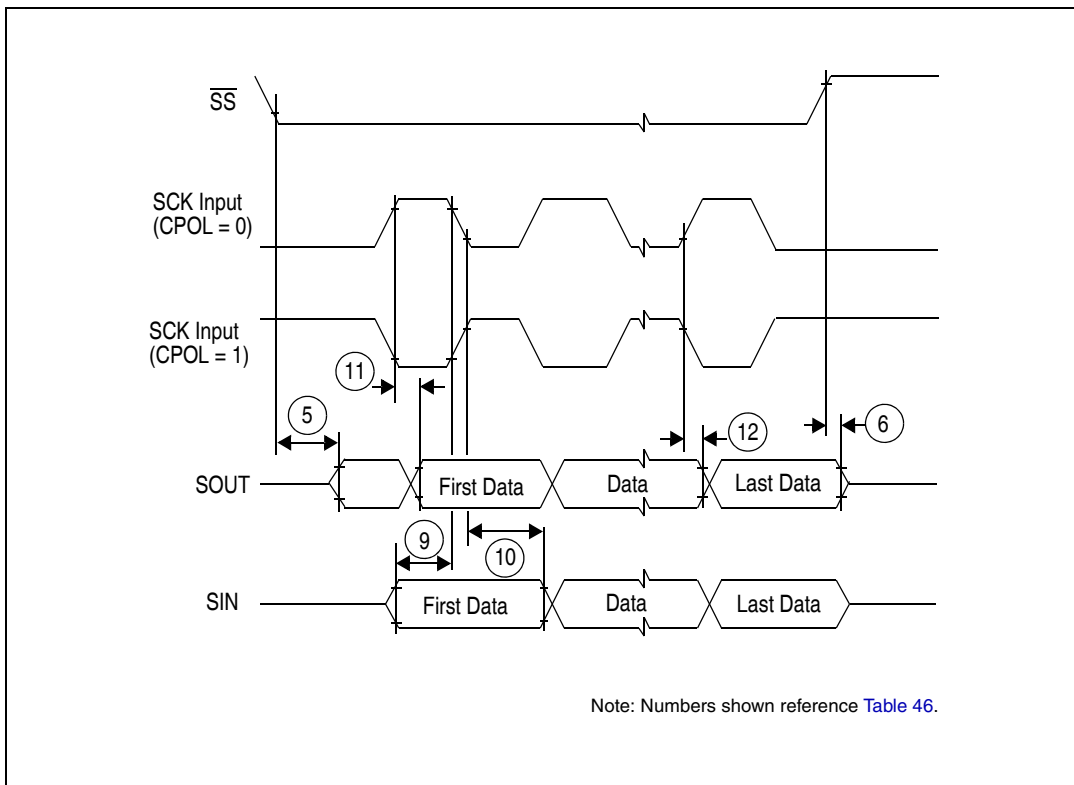 SS
SCK Input
(CPOL = 0)
SCK Input
(CPOL = 1)
11
5
12
6
SOUT
First Data
Data
Last Data
9
10
SIN
First Data
Data
Last Data
Note: Numbers shown reference Table 46.